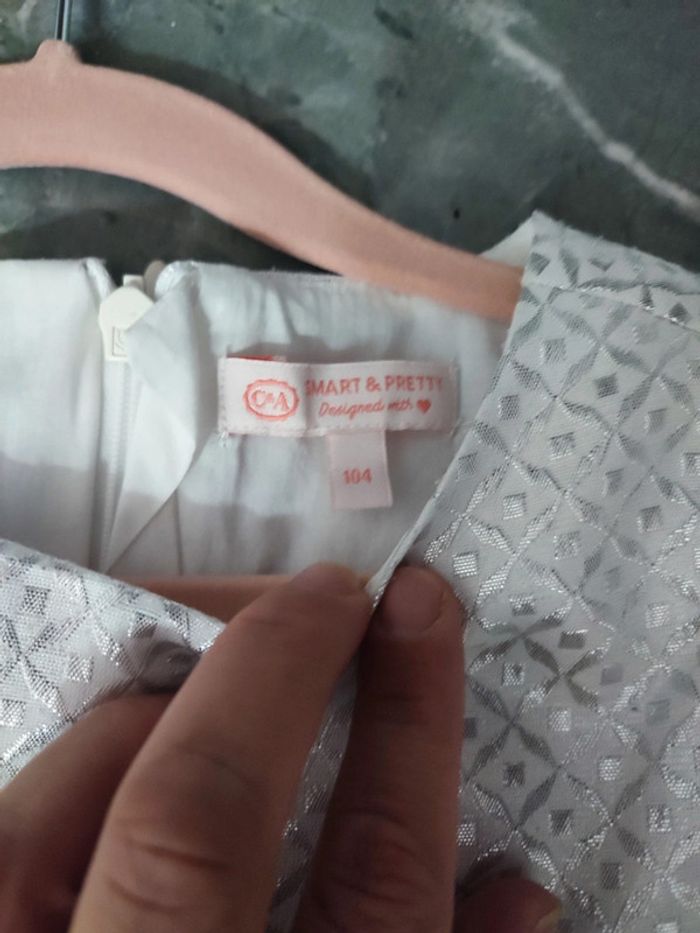 C&A
SMART & PRETTY
Designed with ❤
104